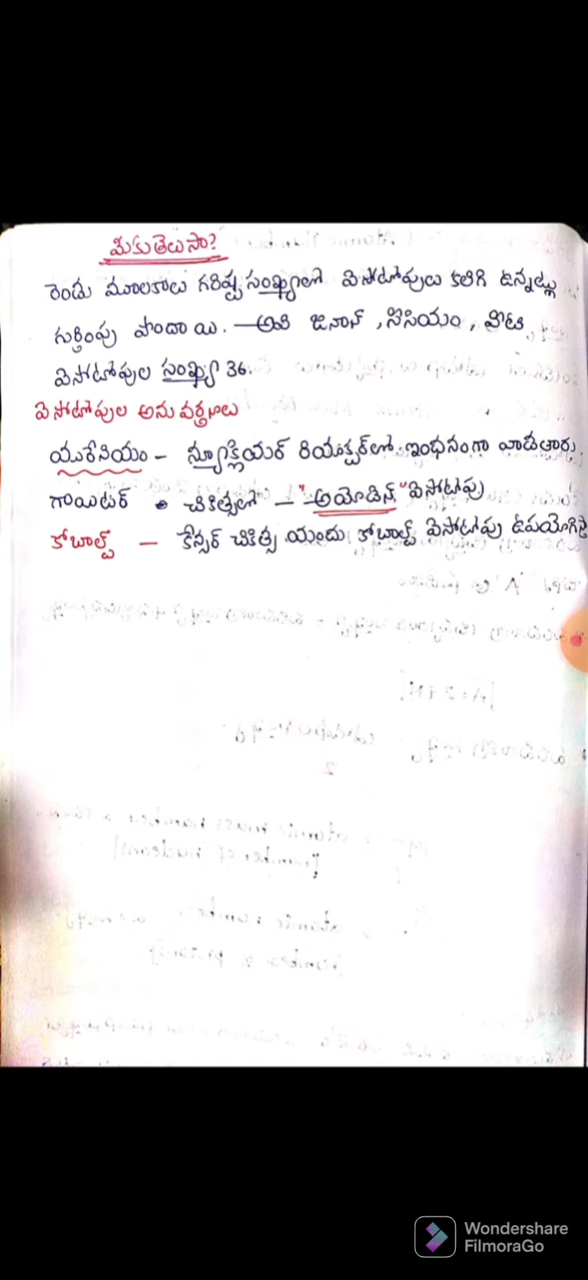 మీకు తెలుసా?
రెండు మూలకాలు గరిష్ట సంఖ్యలో ఐసోటోపులు కలిగి ఉన్నట్లు
గుర్తింపు పొందాయి. — అవి జినాన్, సీసియం, వాటి
ఐసోటోపుల సంఖ్య 36.
ఐసోటోపుల అనువర్తనాలు
యురేనియం – న్యూక్లియర్ రియాక్టర్‌లో ఇంధనంగా వాడతారు.
గాయిటర్ - చికిత్సలో – "అయోడిన్" ఐసోటోపు
కోబాల్ట్ – కేన్సర్ చికిత్స యందు కోబాల్ట్ ఐసోటోపు
Wondershare
FilmoraGo